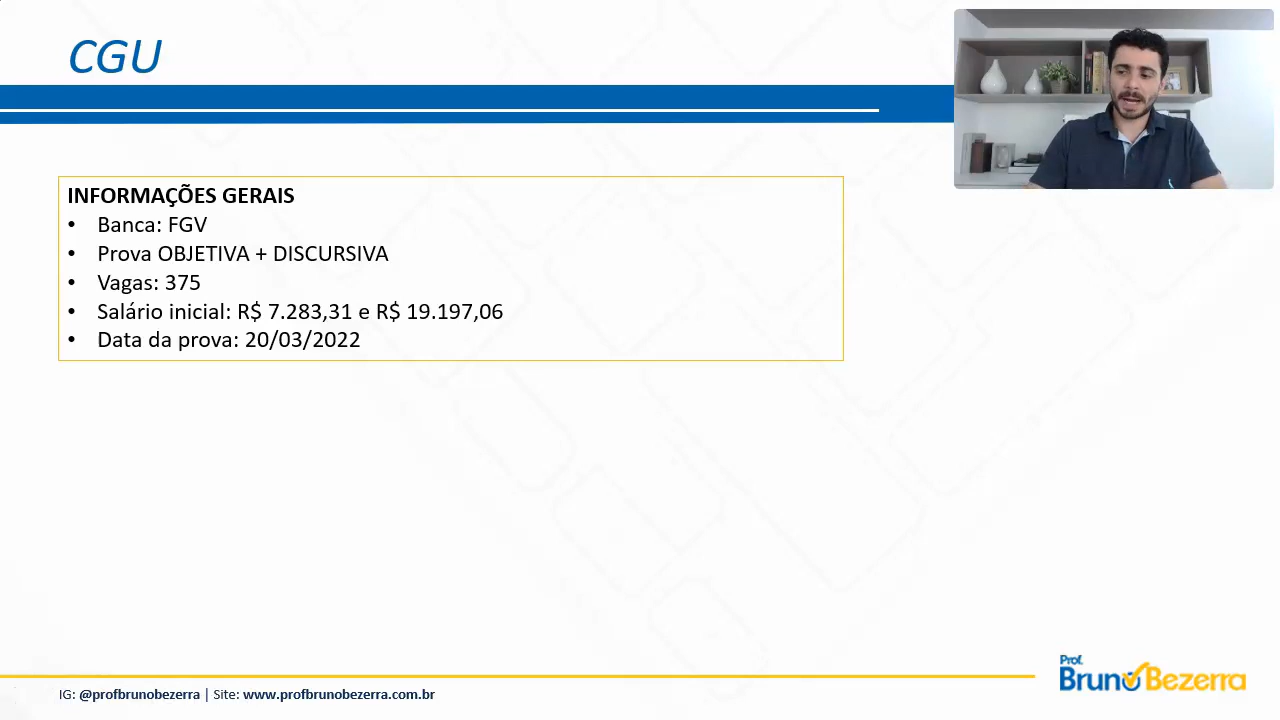 CGU
INFORMAÇÕES GERAIS
• Banca: FGV
• Prova OBJETIVA + DISCURSIVA
• Vagas: 375
• Salário inicial: R$ 7.283,31 e R$ 19.197,06
• Data da prova: 20/03/2022
IG: @profbrunobezerra | Site: www.profbrunobezerra.com.br
Prof.
Bruno Bezerra